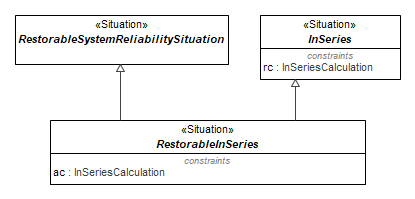 «Situation»
RestorableSystemReliabilitySituation
«Situation»
InSeries
constraints
rc : InSeriesCalculation
«Situation»
RestorableInSeries
constraints
ac : InSeriesCalculation